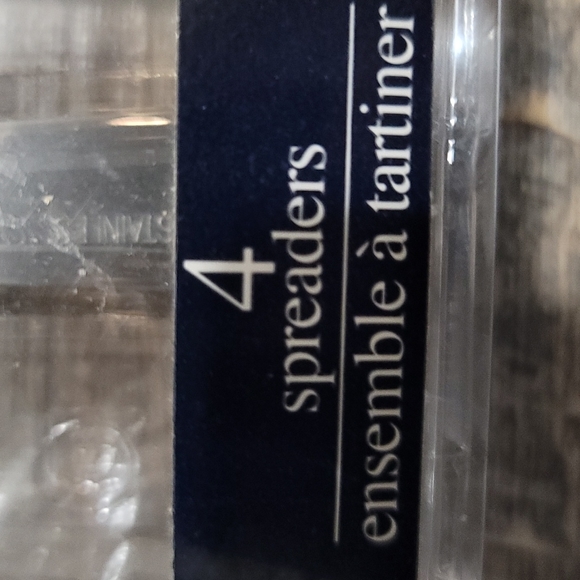 4
spreaders
ensemble à tartiner